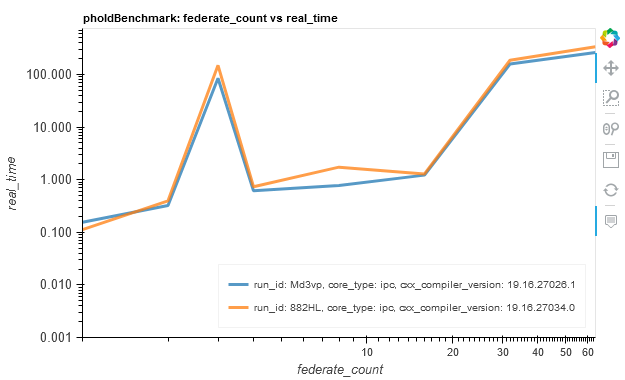 pholdBenchmark: federate_count vs real_time
100.000
10.000
1.000
0.100
0.010
0.001
real_time
run_id: Md3vp, core_type: ipc, cxx_compiler_version: 19.16.27026.1
run_id: 882HL, core_type: ipc, cxx_compiler_version: 19.16.27034.0
10 20 30 40 50 60
federate_count